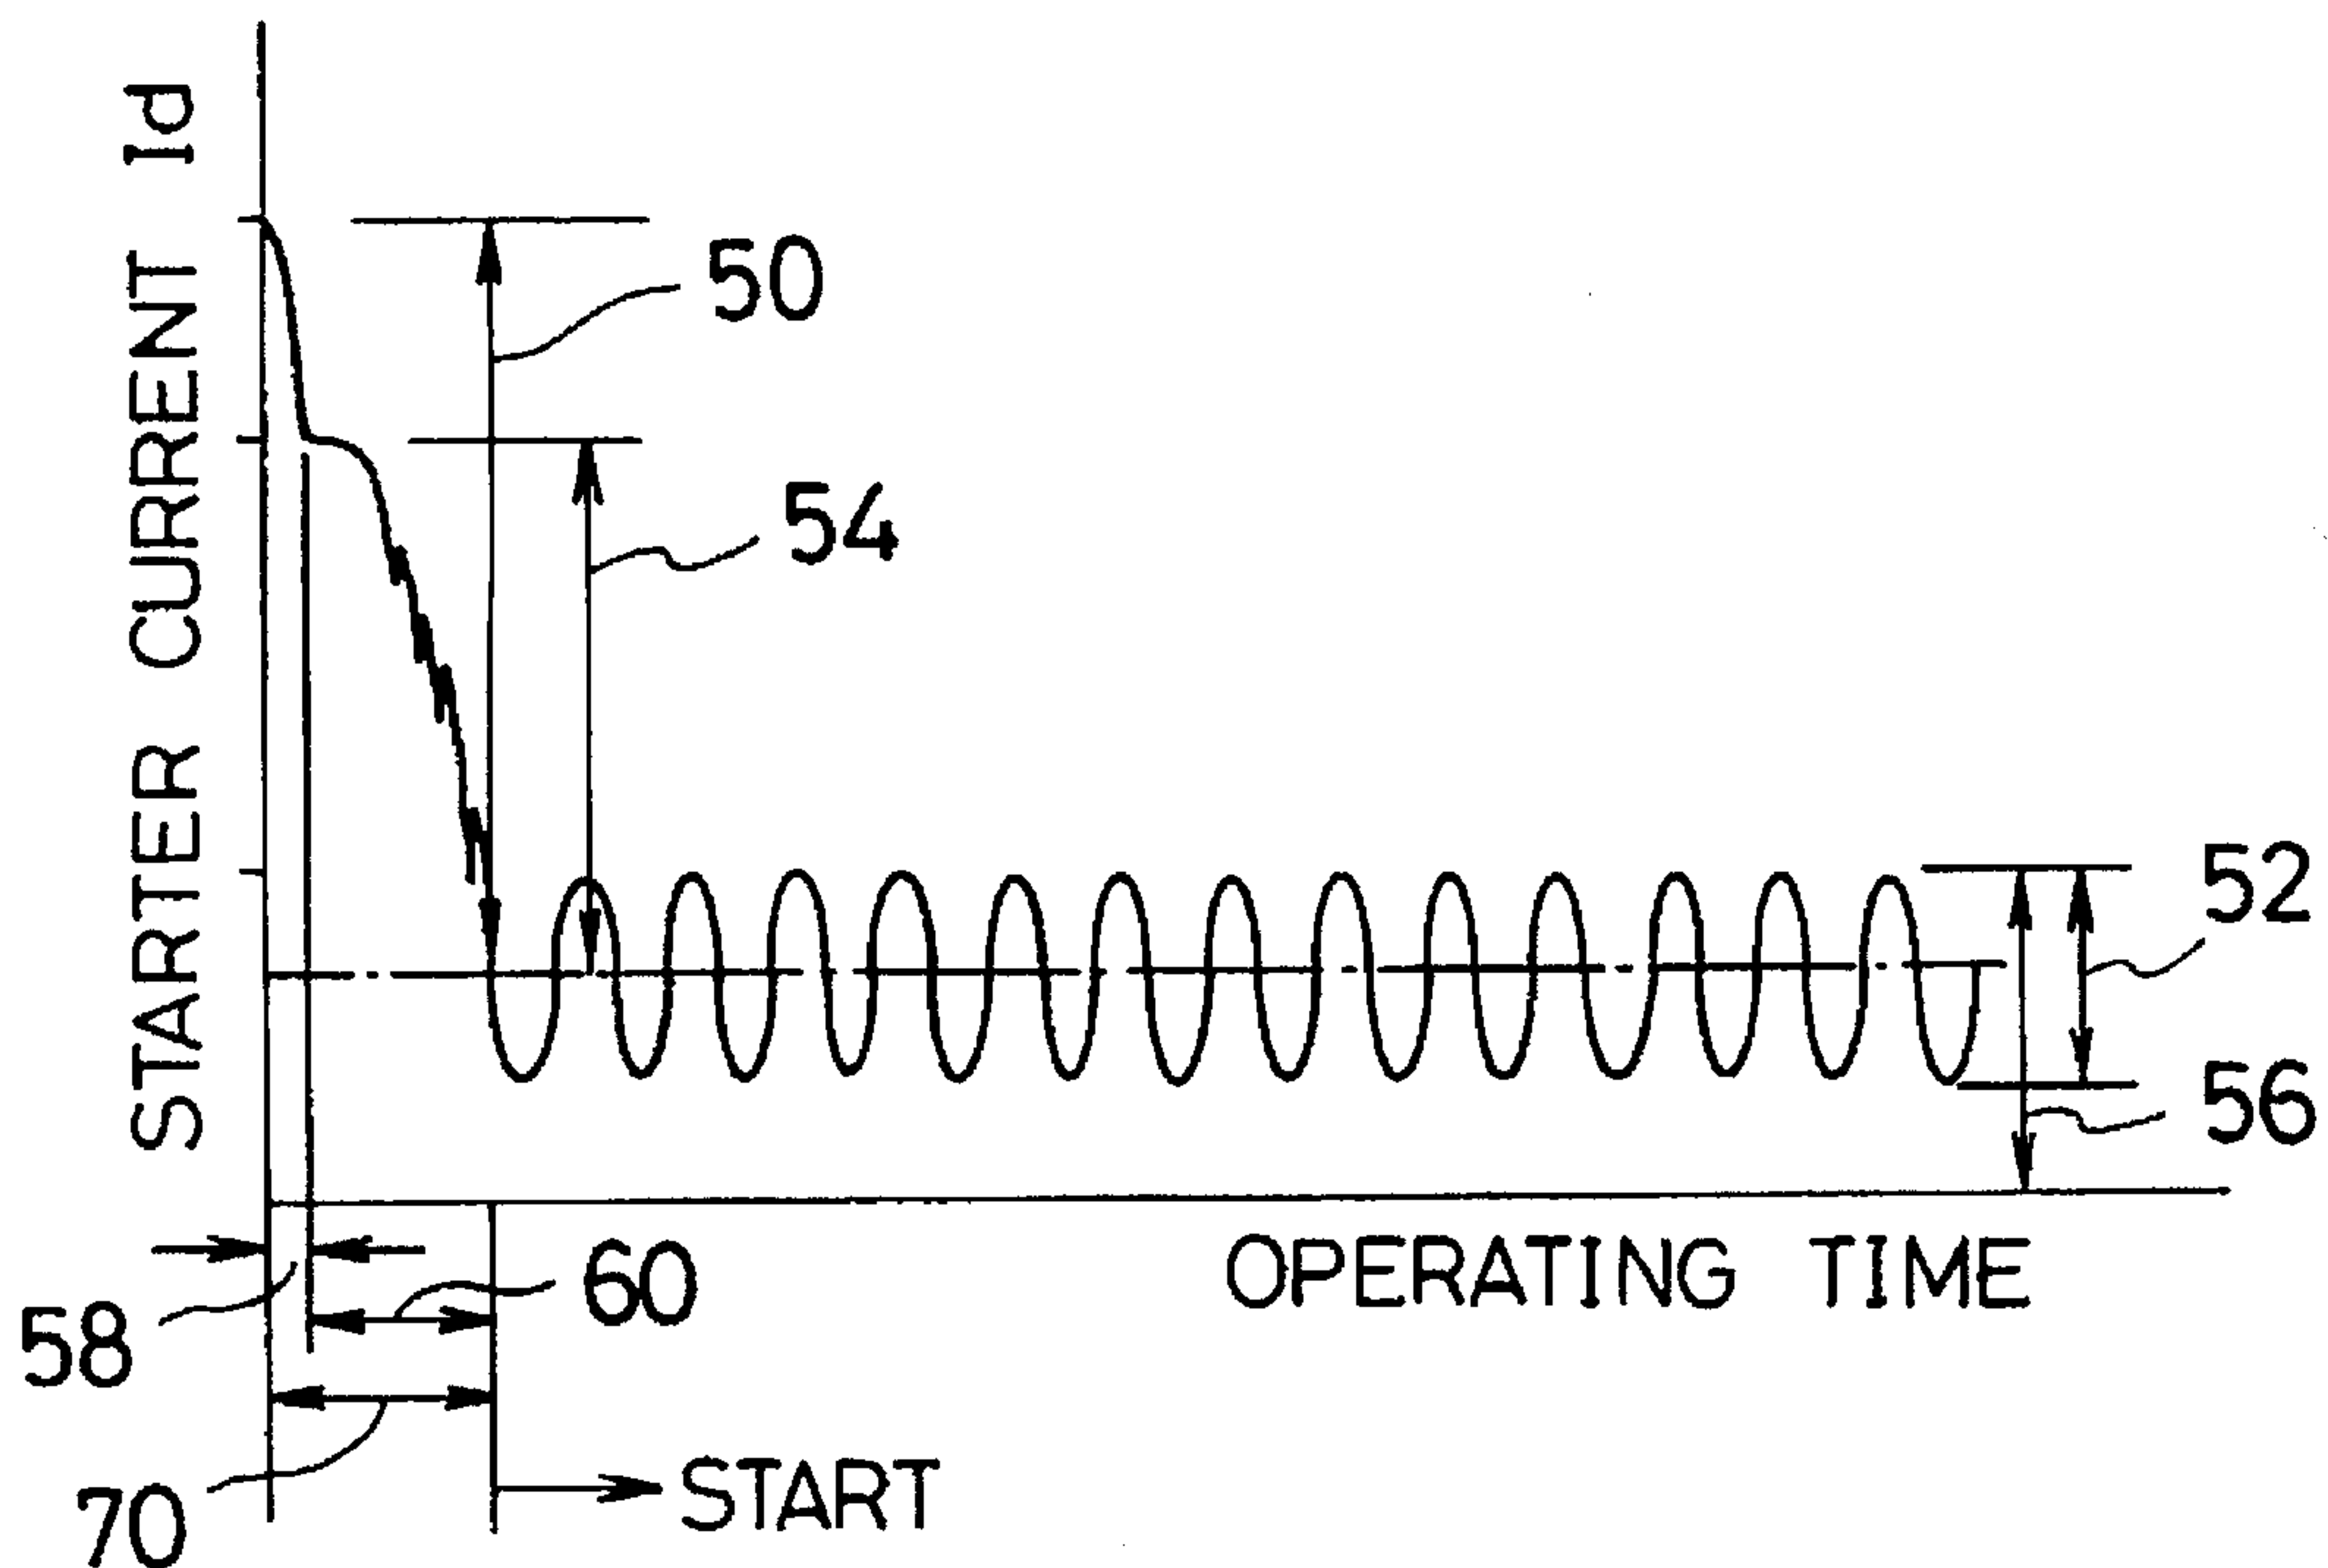 STARTER CURRENT Id
50
54
52
56
OPERATING TIME
58
60
70
START